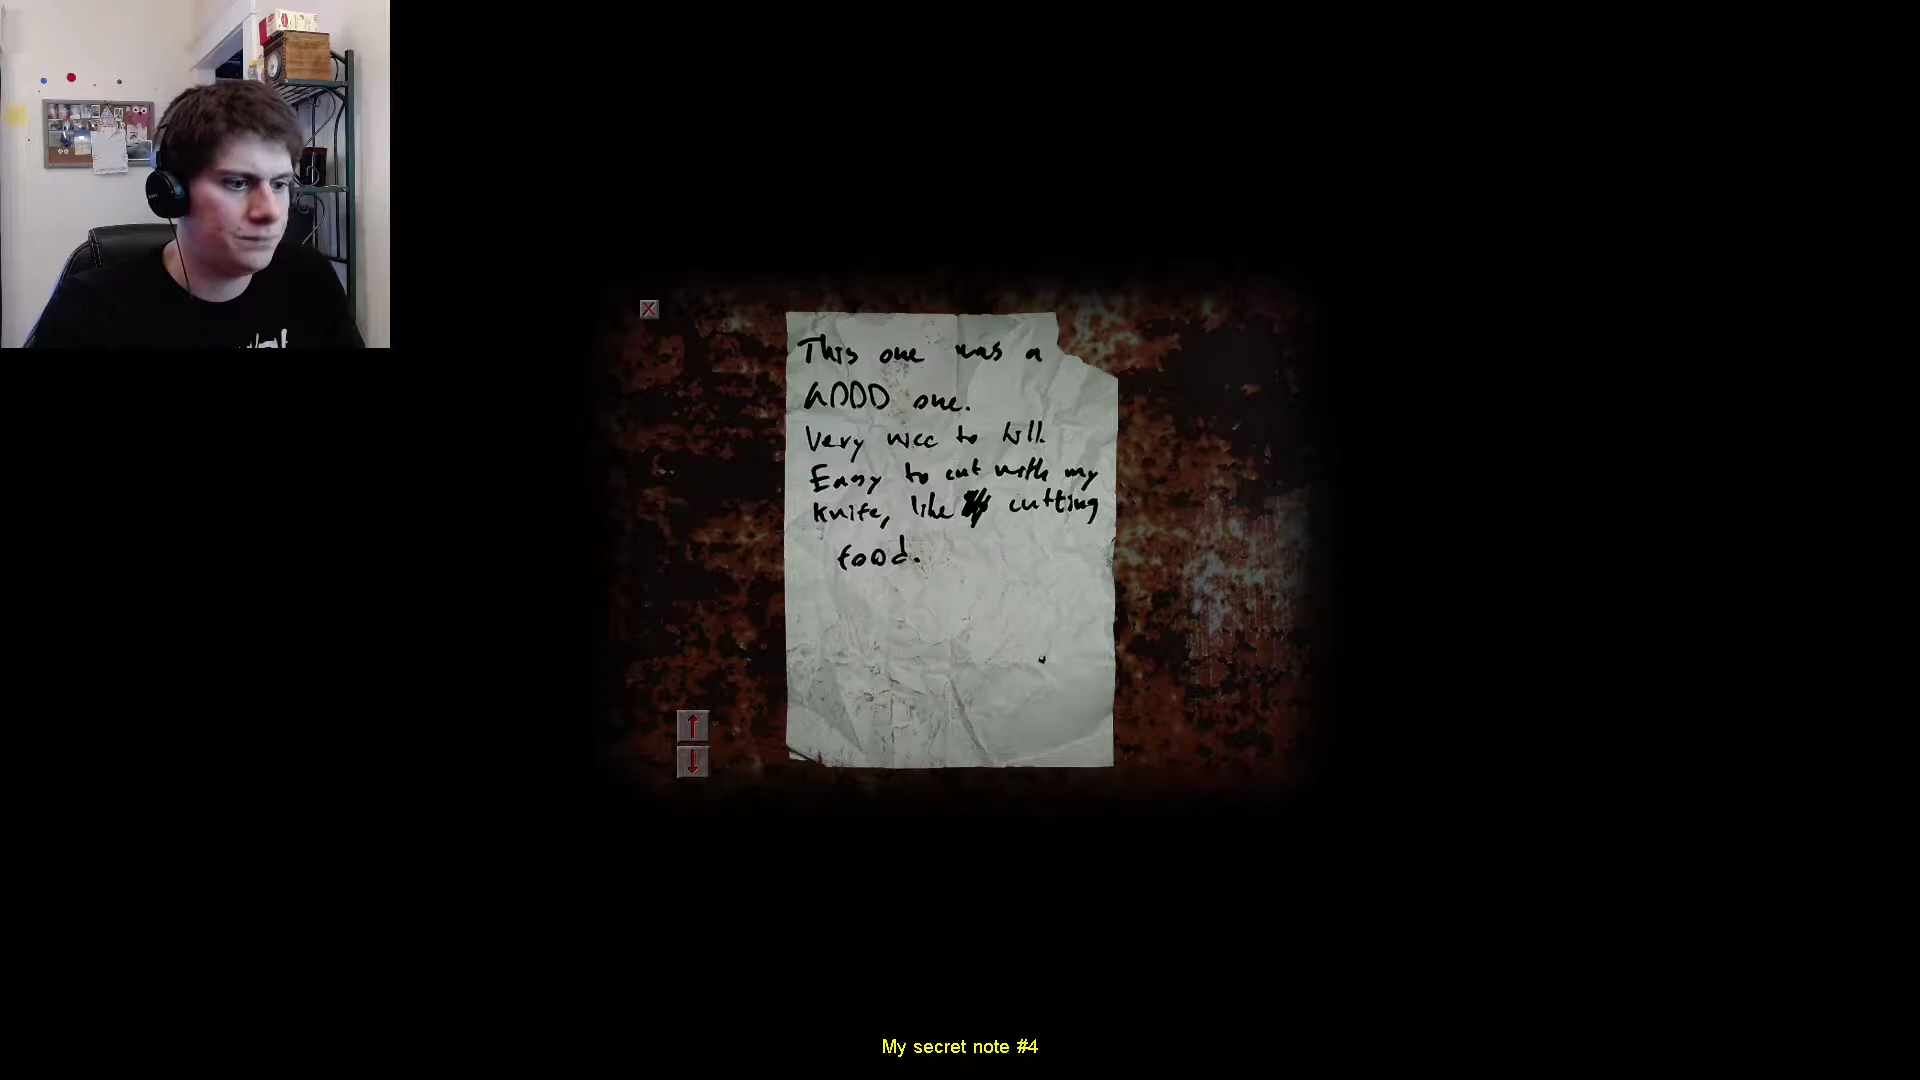 This one was a
GOOD one.
Very nice to kill.
Easy to cut with my
knife, like cutting
food.
My secret note #4